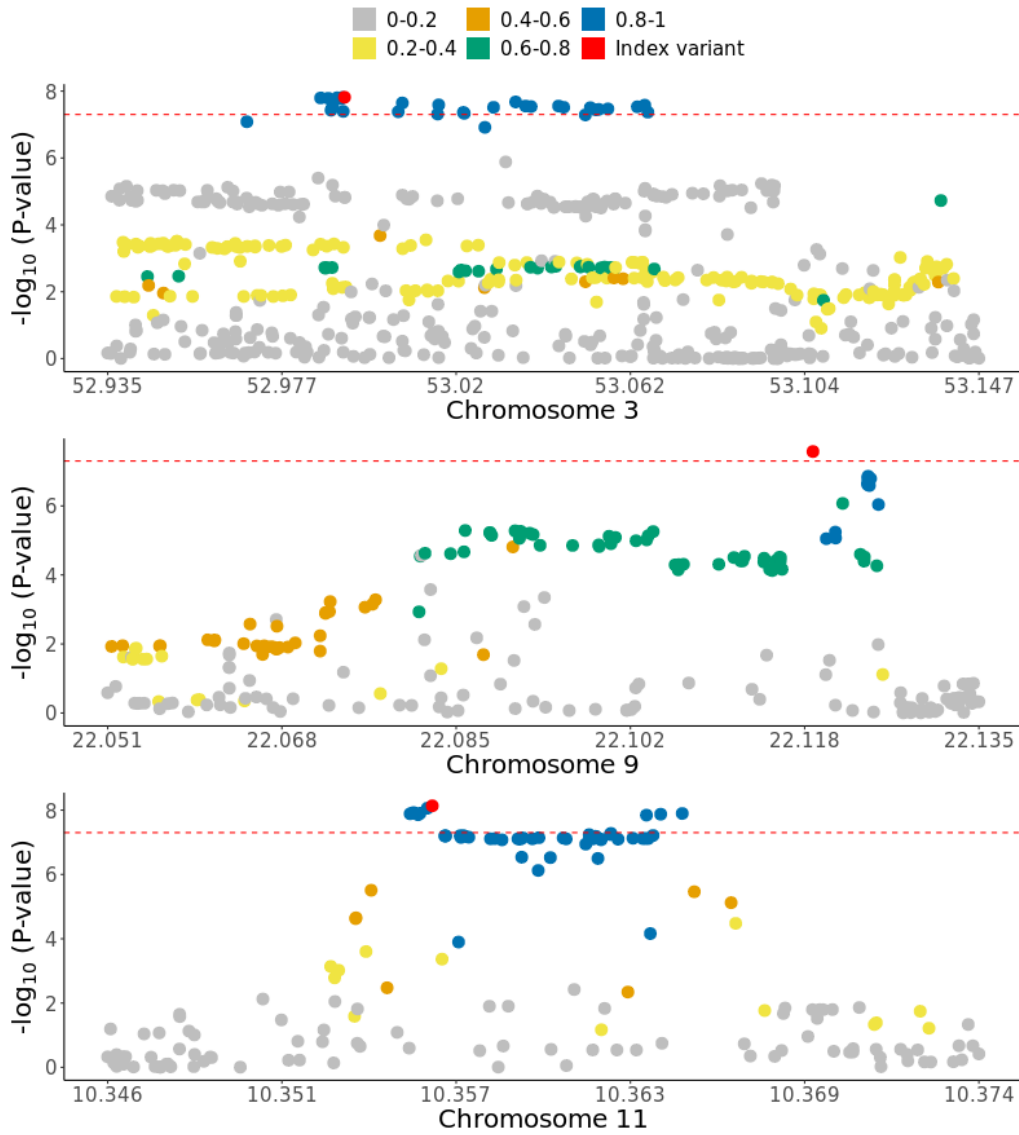 0-0.2 0.4-0.6 0.8-1
0.2-0.4 0.6-0.8 Index variant
8
6
4
2
0
-log10 (P-value)
52.935 52.977 53.02 53.062 53.104 53.147
Chromosome 3
6
4
2
0
-log10 (P-value)
22.051 22.068 22.085 22.102 22.118 22.135
Chromosome 9
8
6
4
2
0
-log10 (P-value)
10.346 10.351 10.357 10.363 10.369 10.374
Chromosome 11